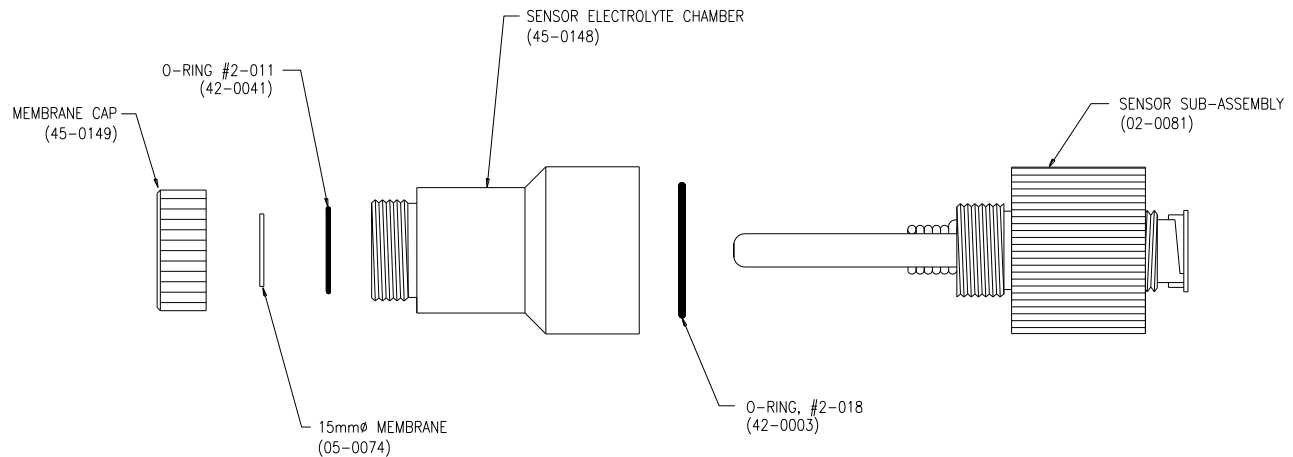 SENSOR ELECTROLYTE CHAMBER
(45-0148)
O-RING #2-011
(42-0041)
MEMBRANE CAP
(45-0149)
SENSOR SUB-ASSEMBLY
(02-0081)
15mmø MEMBRANE
(05-0074)
O-RING, #2-018
(42-0003)